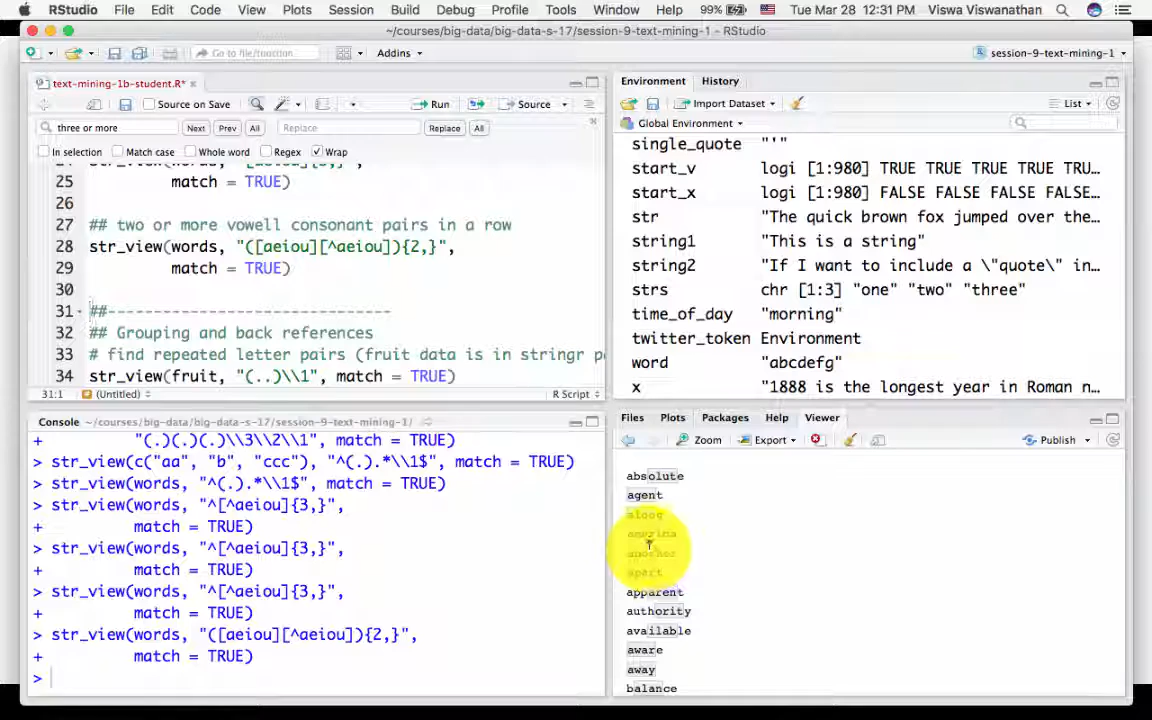 RStudio File Edit Code View Plots Session Build Debug Profile Tools Window Help 99% Tue Mar 28 12:31 PM Viswa Viswanathan
~/courses/big-data/big-data-s-17/session-9-text-mining-1 - RStudio
Go to file/function Addins session-9-text-mining-1
text-mining-1b-student.R*
Source on Save Run Source
three or more Next Prev All Replace Replace All
In selection Match case Whole word Regex Wrap
25 match = TRUE)
26
27 ## two or more vowell consonant pairs in a row
28 str_view(words, "([aeiou][^aeiou]){2,}",
29 match = TRUE)
30
31 ##------------------------------
32 ## Grouping and back references
33 # find repeated letter pairs (fruit data is in stringr
34 str_view(fruit, "(..)\\1", match = TRUE)
31:1 (Untitled) R Script
Console ~/courses/big-data/big-data-s-17/session-9-text-mining-1/
+ "(.)(.)(.)\\3\\2\\1", match = TRUE)
> str_view(c("aa", "b", "ccc"), "^(.).*\\1$", match = TRUE)
> str_view(words, "^(.).*\\1$", match = TRUE)
> str_view(words, "^[^aeiou]{3,}",
+ match = TRUE)
> str_view(words, "^[^aeiou]{3,}",
+ match = TRUE)
> str_view(words, "^[^aeiou]{3,}",
+ match = TRUE)
> str_view(words, "([aeiou][^aeiou]){2,}",
+ match = TRUE)
>
Environment History
Import Dataset List
Global Environment
single_quote "'"
start_v logi [1:980] TRUE TRUE TRUE TRUE TRU…
start_x logi [1:980] FALSE FALSE FALSE FALSE…
str "The quick brown fox jumped over the…
string1 "This is a string"
string2 "If I want to include a \"quote\" in…
strs chr [1:3] "one" "two" "three"
time_of_day "morning"
twitter_token Environment
word "abcdefg"
x "1888 is the longest year in Roman n…
Files Plots Packages Help Viewer
Zoom Export Publish
absolute
agent
along
america
another
apart
apparent
authority
available
aware
away
balance